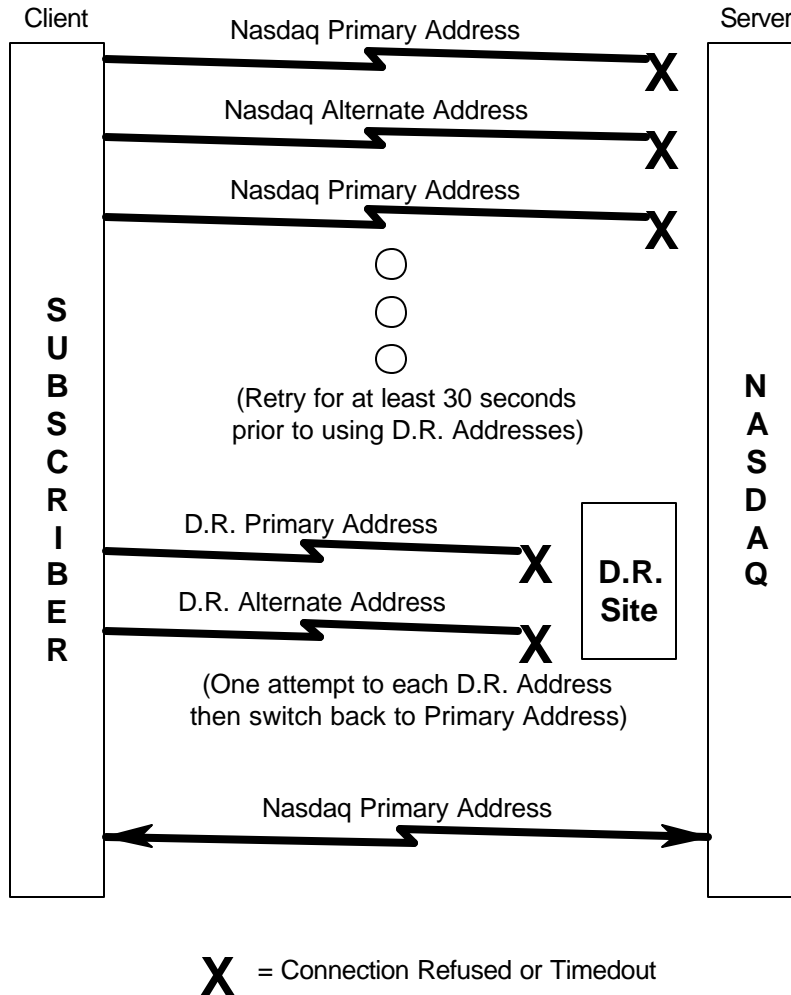 Client
Server
Nasdaq Primary Address
X
Nasdaq Alternate Address
X
Nasdaq Primary Address
X
SUBSCRIBER
NASDAQ
(Retry for at least 30 seconds
prior to using D.R. Addresses)
D.R. Primary Address
X
D.R. Alternate Address
X
D.R.
Site
(One attempt to each D.R. Address
then switch back to Primary Address)
Nasdaq Primary Address
X = Connection Refused or Timedout